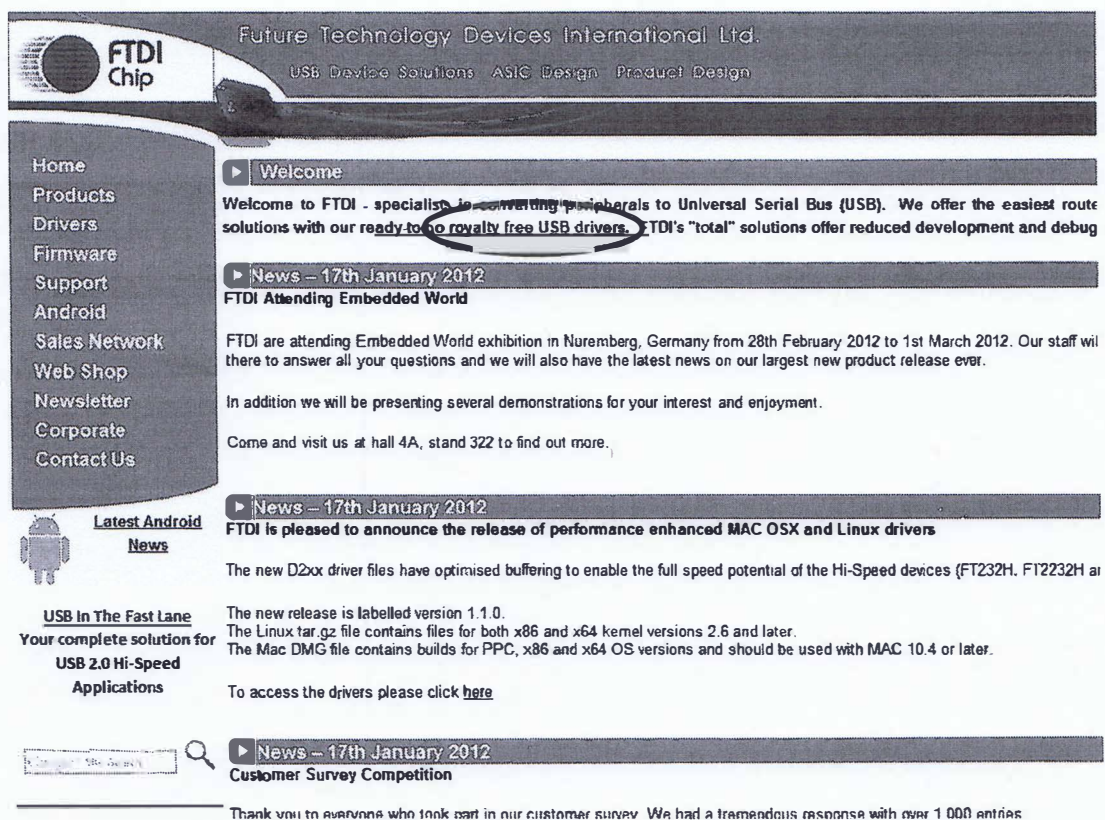 FTDI
Chip
Future Technology Devices International Ltd.
USB Device Solutions ASIC Design Product Design
Home
Products
Drivers
Firmware
Support
Android
Sales Network
Web Shop
Newsletter
Corporate
Contact Us
Latest Android
News
USB In The Fast Lane
Your complete solution for
USB 2.0 Hi-Speed
Applications
Welcome
Welcome to FTDI - specialists in converting peripherals to Universal Serial Bus (USB). We offer the easiest route
solutions with our ready-to-go royalty free USB drivers. FTDI's "total" solutions offer reduced development and debug
News – 17th January 2012
FTDI Attending Embedded World
FTDI are attending Embedded World exhibition in Nuremberg, Germany from 28th February 2012 to 1st March 2012. Our staff wil
there to answer all your questions and we will also have the latest news on our largest new product release ever.
In addition we will be presenting several demonstrations for your interest and enjoyment.
Come and visit us at hall 4A, stand 322 to find out more.
News – 17th January 2012
FTDI is pleased to announce the release of performance enhanced MAC OSX and Linux drivers
The new D2xx driver files have optimised buffering to enable the full speed potential of the Hi-Speed devices (FT232H, FT2232H ar
The new release is labelled version 1.1.0.
The Linux tar.gz file contains files for both x86 and x64 kernel versions 2.6 and later.
The Mac DMG file contains builds for PPC, x86 and x64 OS versions and should be used with MAC 10.4 or later.
To access the drivers please click here
News – 17th January 2012
Customer Survey Competition
Thank you to everyone who took part in our customer survey. We had a tremendous response with over 1,000 entries